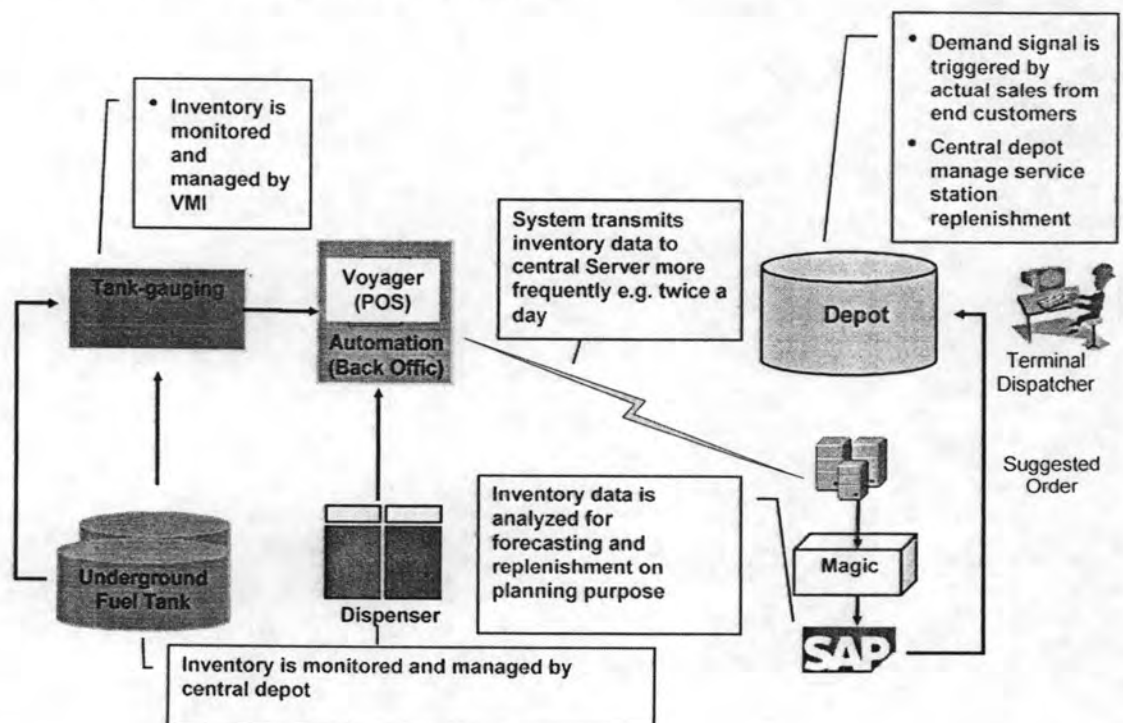 • Inventory is
monitored
and
managed by
VMI
• Demand signal is
triggered by
actual sales from
end customers
• Central depot
manage service
station
replenishment
System transmits
inventory data to
central Server more
frequently e.g. twice a
day
Tank-gauging
Voyager
(POS)
Automation
(Back Offic)
Depot
Terminal
Dispatcher
Suggested
Order
Inventory data is
analyzed for
forecasting and
replenishment on
planning purpose
Magic
SAP
Underground
Fuel Tank
Dispenser
Inventory is monitored and managed by
central depot